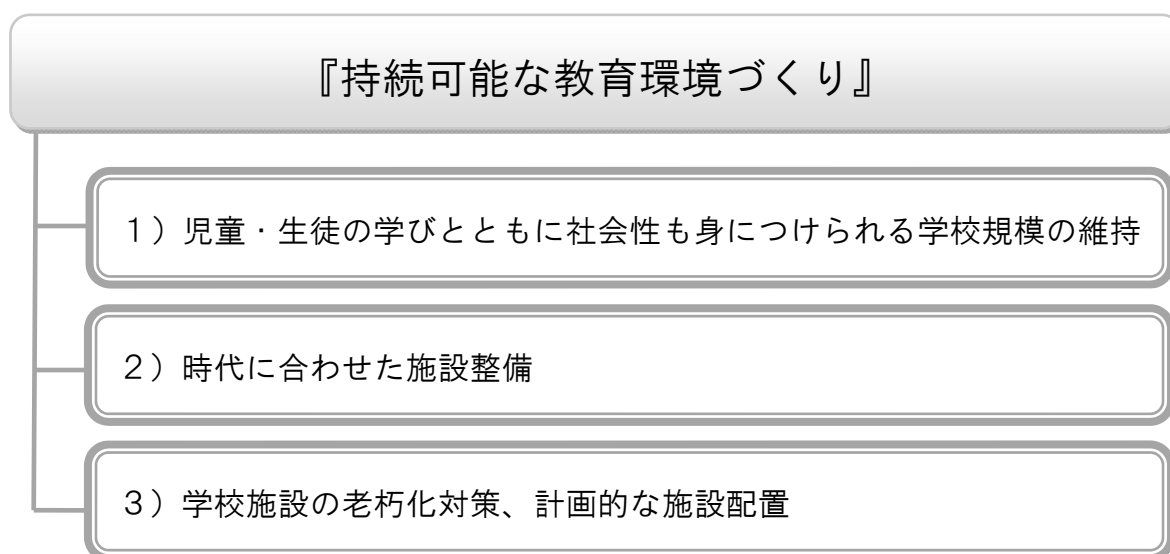 『持続可能な教育環境づくり』
１）児童・生徒の学びとともに社会性も身につけられる学校規模の維持
２）時代に合わせた施設整備
３）学校施設の老朽化対策、計画的な施設配置